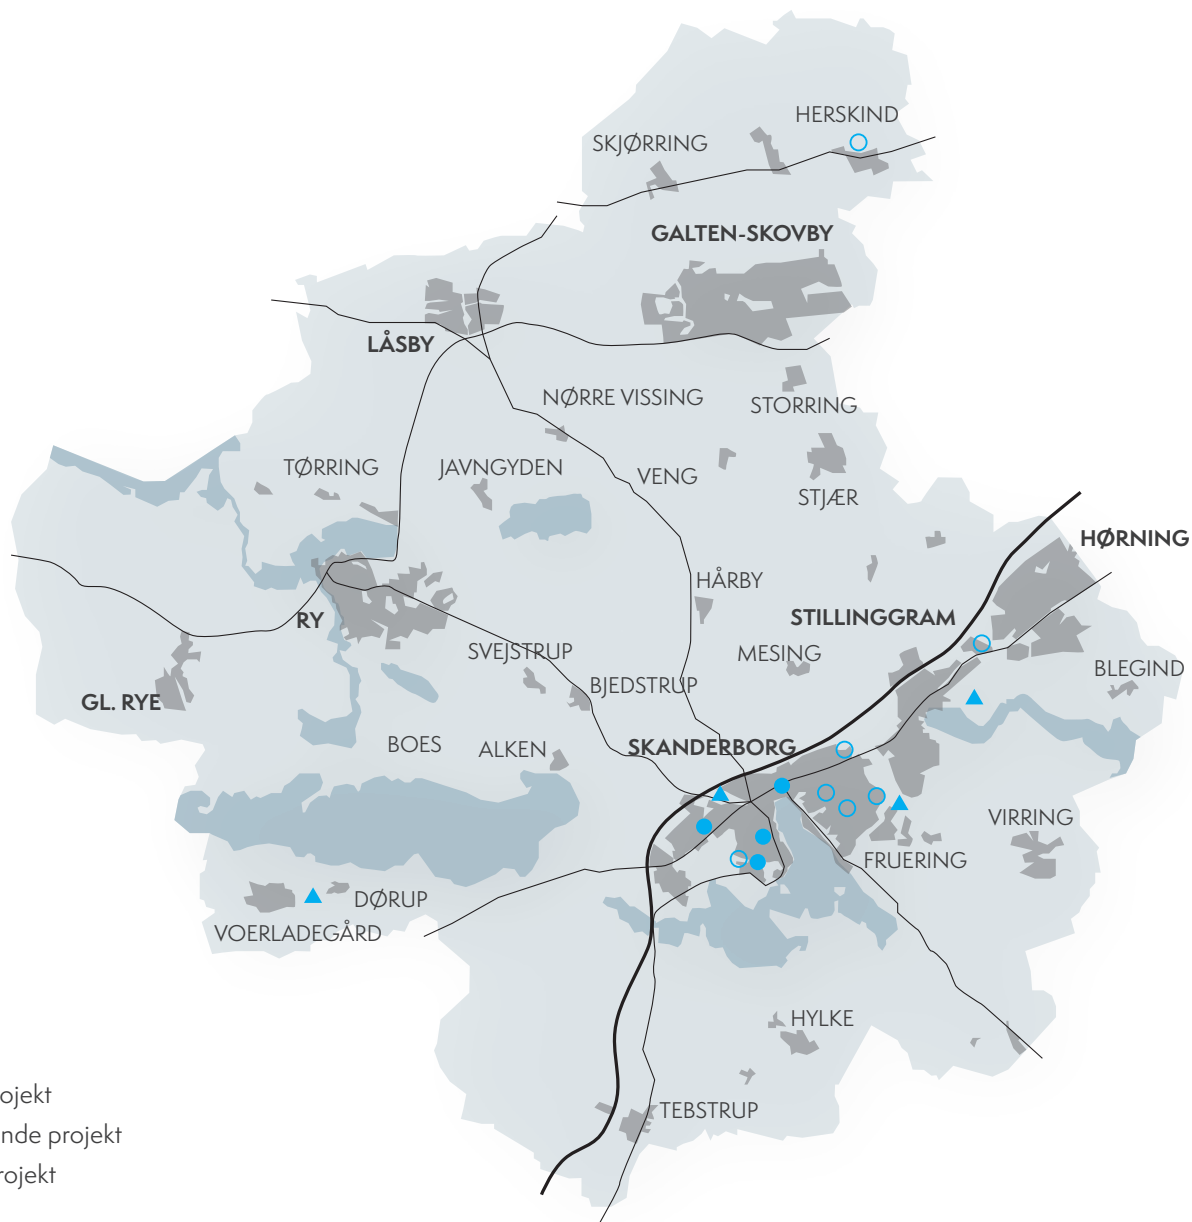 HERSKIND
SKJØRRING
GALTEN-SKOVBY
LÅSBY
NØRRE VISSING
STORRING
TØRRING
JAVNGYDEN
VENG
STJÆR
HØRNING
HÅRBY
RY
STILLINGGRAM
SVEJSTRUP
MESING
BLEGIND
BJEDSTRUP
GL. RYE
BOES
ALKEN
SKANDERBORG
VIRRING
FRUERING
DØRUP
VOERLADEGÅRD
HYLKE
TEBSTRUP
ojekt
nde projekt
rojekt